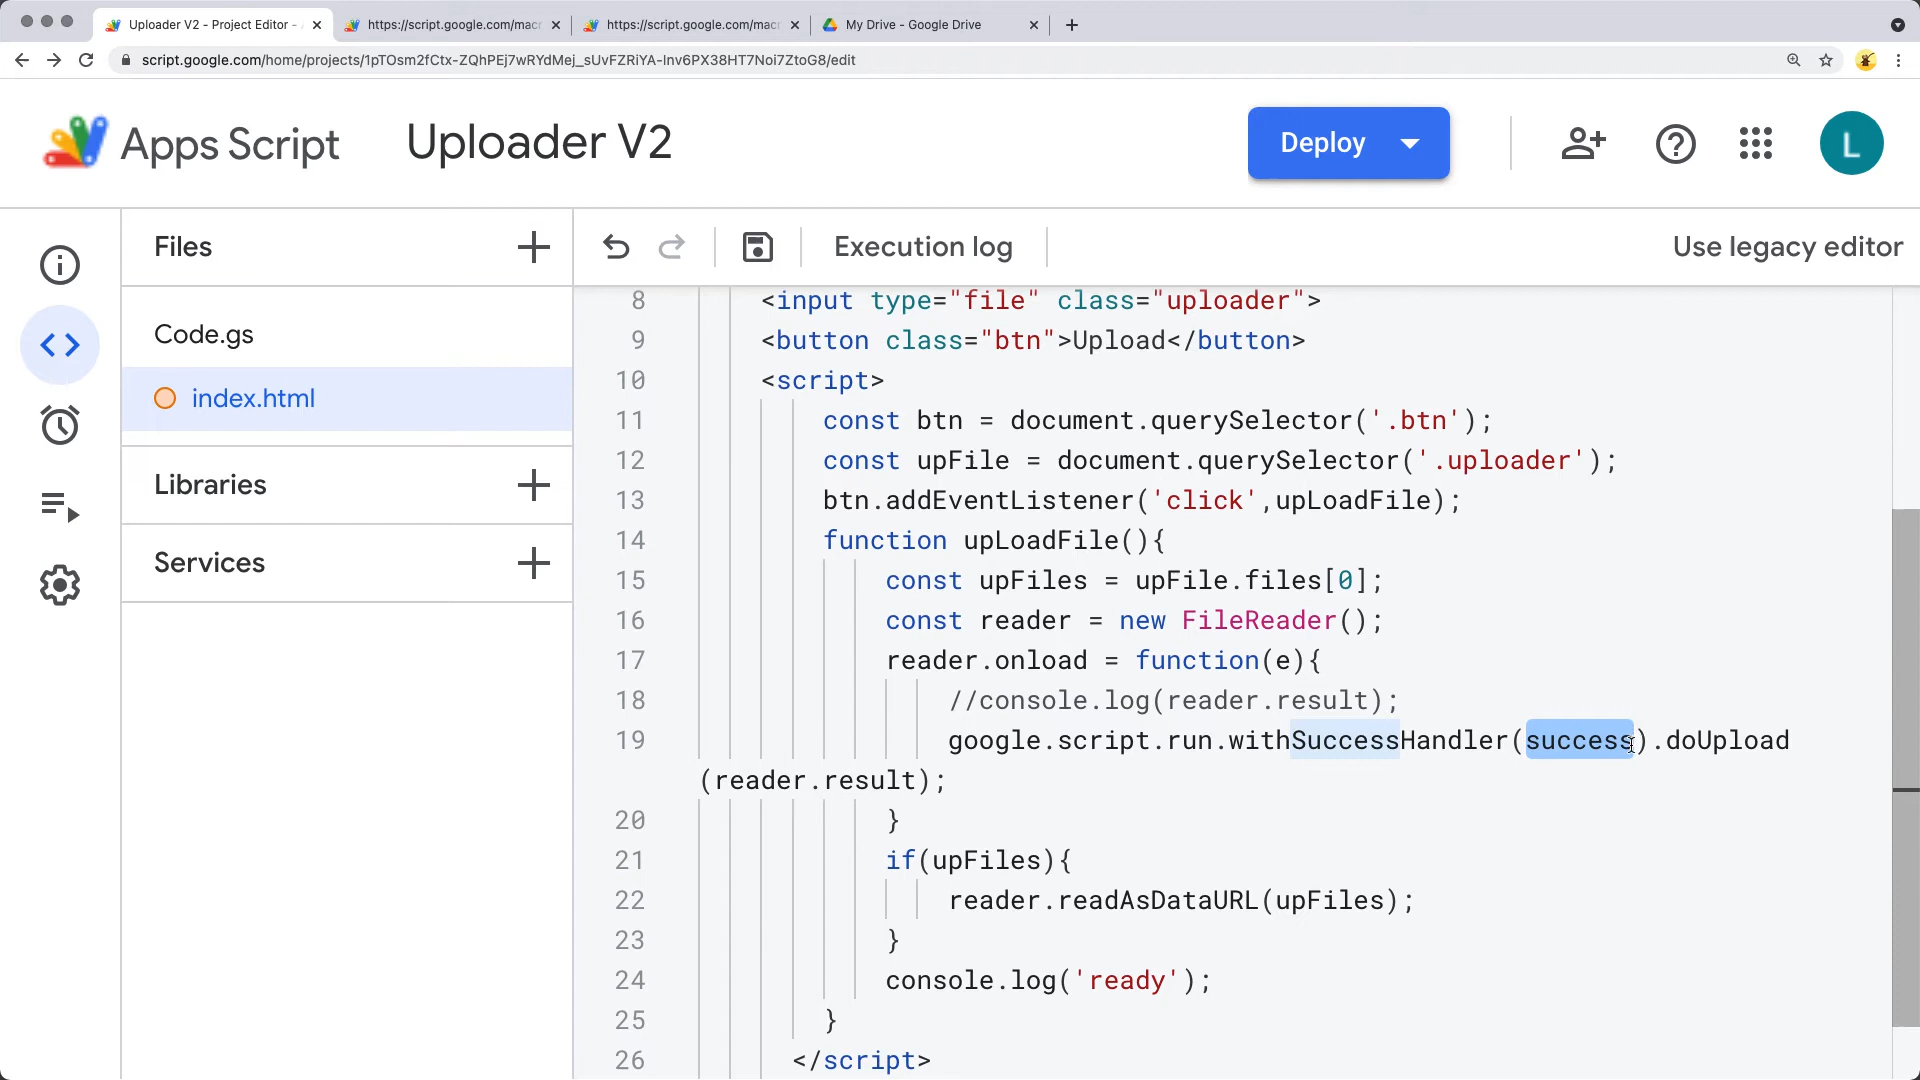 Uploader V2 - Project Editor -
https://script.google.com/macr
https://script.google.com/macr
My Drive - Google Drive
script.google.com/home/projects/1pTOsm2fCtx-ZQhPEj7wRYdMej_sUvFZRiYA-lnv6PX38HT7Noi7ZtoG8/edit
Apps Script
Uploader V2
Deploy
L
Files
Execution log
Use legacy editor
Code.gs
index.html
Libraries
Services
8 <input type="file" class="uploader">
9 <button class="btn">Upload</button>
10 <script>
11 const btn = document.querySelector('.btn');
12 const upFile = document.querySelector('.uploader');
13 btn.addEventListener('click',upLoadFile);
14 function upLoadFile(){
15 const upFiles = upFile.files[0];
16 const reader = new FileReader();
17 reader.onload = function(e){
18 //console.log(reader.result);
19 google.script.run.withSuccessHandler(success).doUpload
(reader.result);
20 }
21 if(upFiles){
22 reader.readAsDataURL(upFiles);
23 }
24 console.log('ready');
25 }
26 </script>